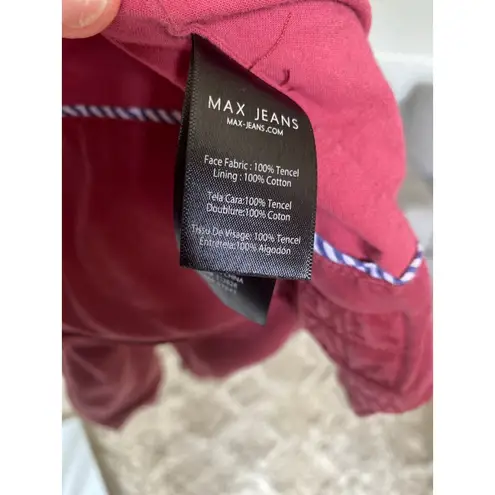 MAX JEANS
MAX-JEANS.COM
Face Fabric : 100% Tencel
Lining : 100% Cotton
Tela Cara:100% Tencel
Doublure:100% Coton
Tissu De Visage: 100% Tencel
Entretela:100% Algodón